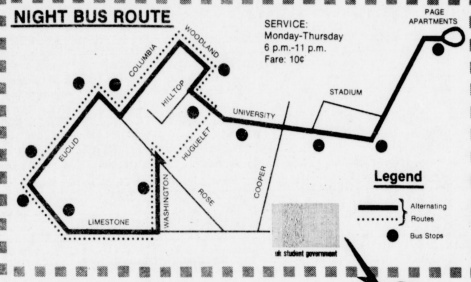 NIGHT BUS ROUTE
SERVICE:
Monday-Thursday
6 p.m.-11 p.m.
Fare: 10¢
PAGE
APARTMENTS
WOODLAND
COLUMBIA
HILLTOP
STADIUM
UNIVERSITY
EUCLID
HUGUELET
COOPER
ROSE
WASHINGTON
LIMESTONE
Legend
Alternating
Routes
Bus Stops
student government